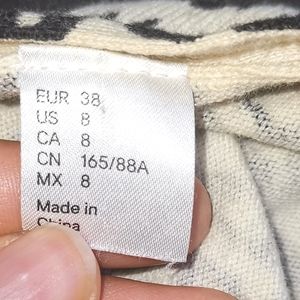 EUR 38
US 8
CA 8
CN 165/88A
MX 8
Made in
China